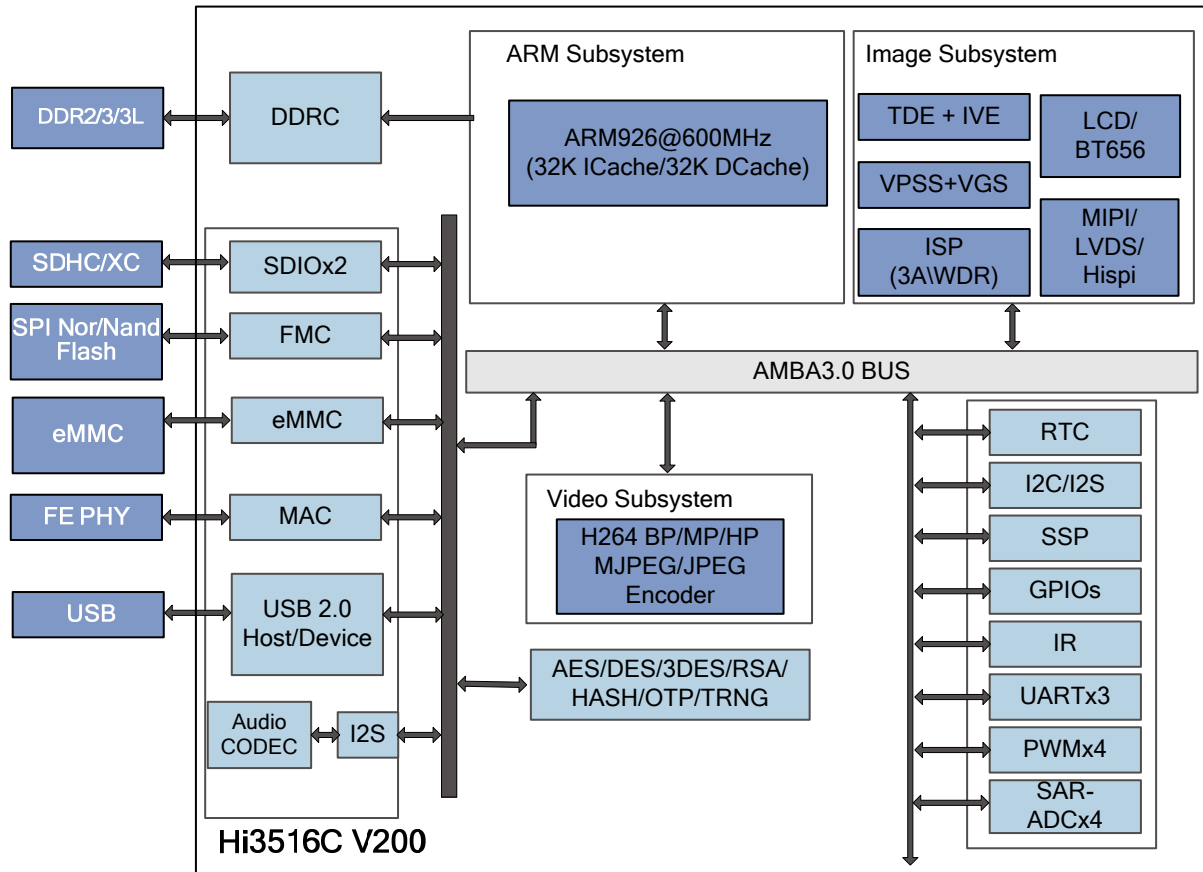 ARM Subsystem
Image Subsystem
DDR2/3/3L
DDRC
ARM926@600MHz
(32K ICache/32K DCache)
TDE + IVE
LCD/
BT656
VPSS+VGS
ISP
(3A\WDR)
MIPI/
LVDS/
Hispi
SDHC/XC
SDIOx2
SPI Nor/Nand
Flash
FMC
AMBA3.0 BUS
eMMC
eMMC
RTC
I2C/I2S
SSP
GPIOs
IR
UARTx3
PWMx4
SAR-
ADCx4
FE PHY
MAC
Video Subsystem
H264 BP/MP/HP
MJPEG/JPEG
Encoder
USB
USB 2.0
Host/Device
AES/DES/3DES/RSA/
HASH/OTP/TRNG
Audio
CODEC
I2S
Hi3516C V200